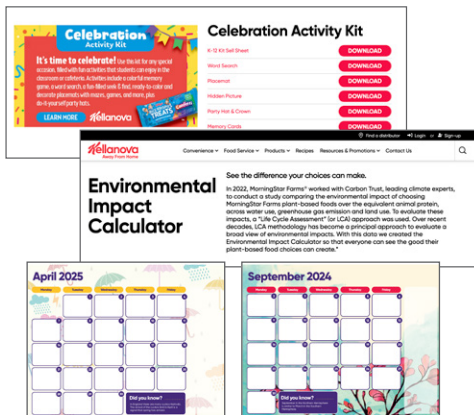 Celebration
Activity Kit
It's time to celebrate! Use this kit for any special
occasion, filled with fun activities that students can enjoy in the
classroom or cafeteria. Activities include a colorful memory
game, a word search, a fun-filled seek & find, ready-to-color and
decorate placemats with mazes, games, and more, plus
do-it-yourself party hats.
LEARN MORE
Kellanova
TREATS
Celebration Activity Kit
K-12 Kit Sell Sheet
DOWNLOAD
Word Search
DOWNLOAD
Placemat
DOWNLOAD
Hidden Picture
DOWNLOAD
Party Hat & Crown
DOWNLOAD
Memory Cards
DOWNLOAD
Find a distributor Login or Sign-up
Kellanova
Away From Home
Convenience Food Service Products Recipes Resources & Promotions Contact Us
Environmental
Impact
Calculator
See the difference your choices can make.
In 2022, MorningStar Farms® worked with Carbon Trust, leading climate experts,
to conduct a study comparing the environmental impact of choosing
MorningStar Farms plant-based foods over the equivalent animal protein,
across water use, greenhouse gas emission and land use. To evaluate these
impacts, a "Life Cycle Assessment" (or LCA) approach was used. Over recent
decades, LCA methodology has become a principal approach to evaluate a
broad view of environmental impacts. With this data we created the
Environmental Impact Calculator so that everyone can see the good their
plant-based food choices can create.*
April 2025
Monday Tuesday Wednesday Thursday Friday
Did you know?
September 2024
Monday Tuesday Wednesday Thursday Friday
Did you know?